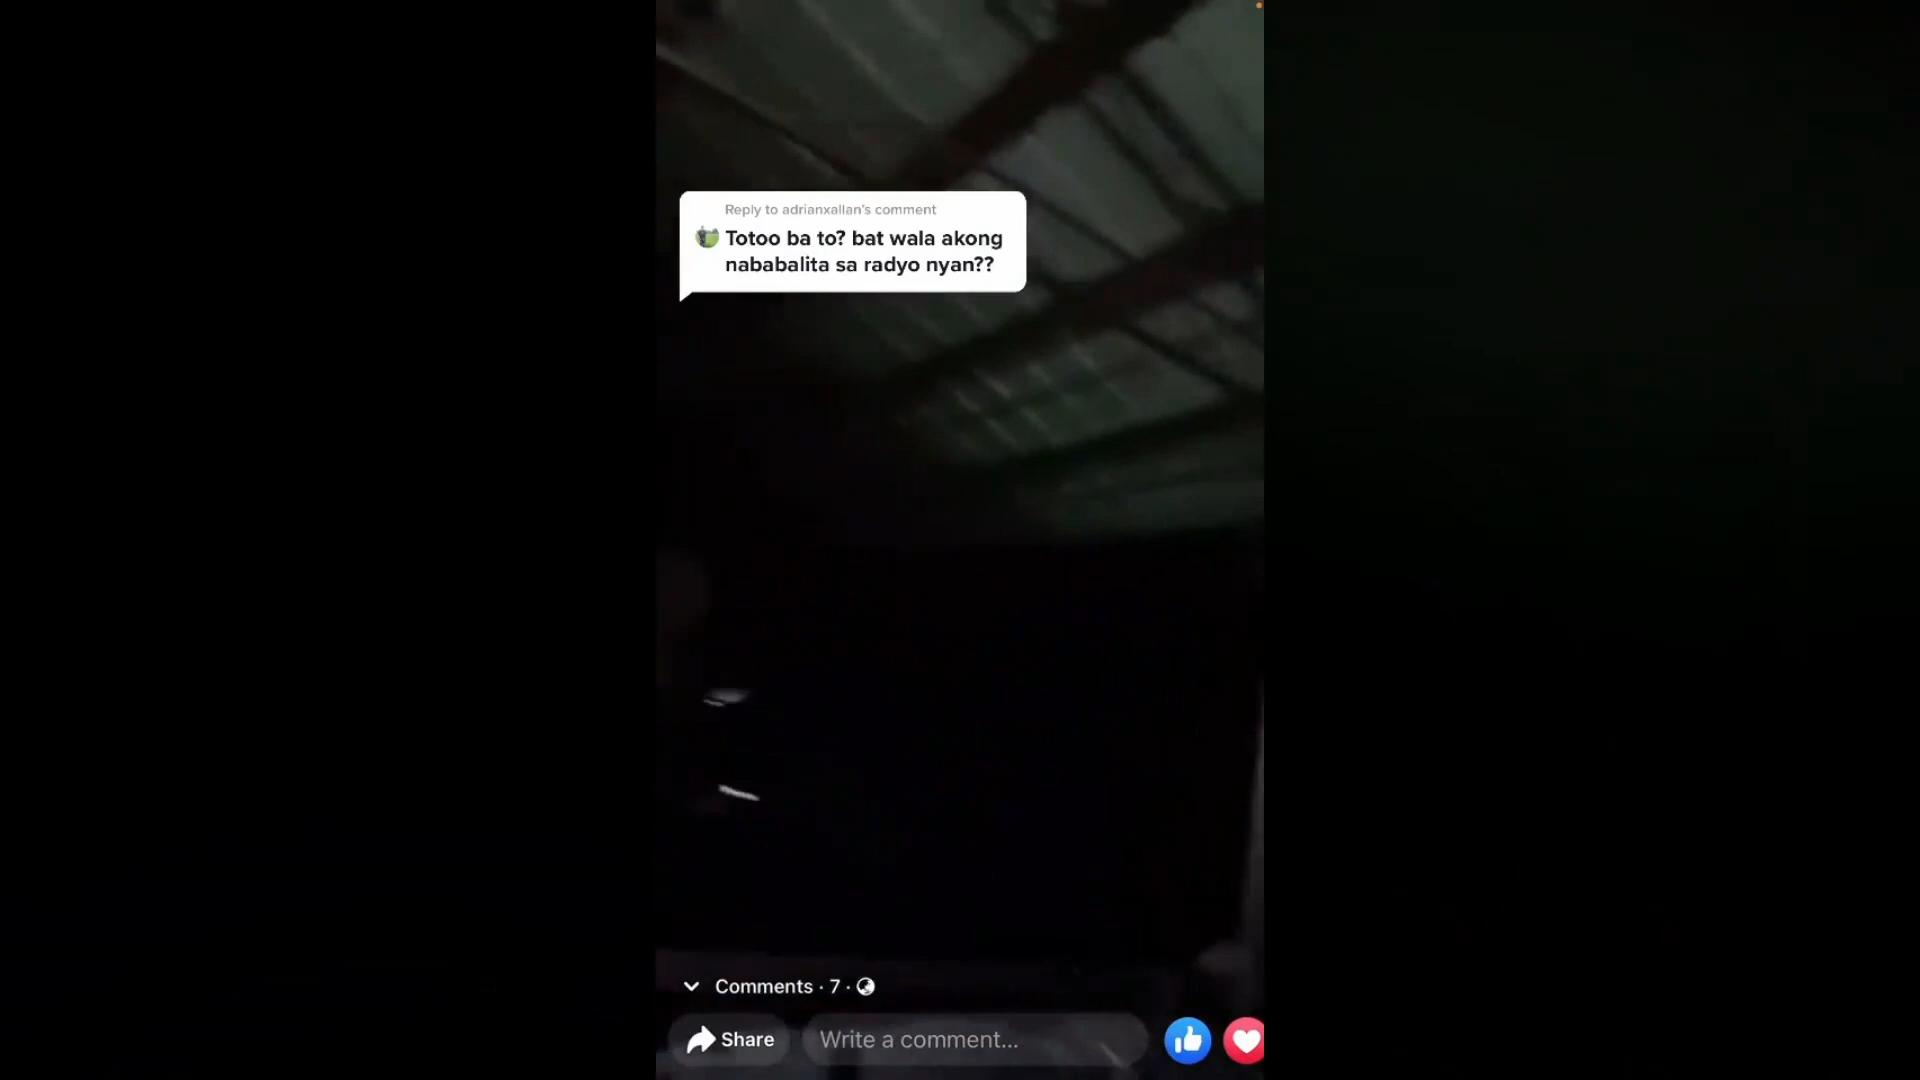 Reply to adrianxallan's comment
Totoo ba to? bat wala akong
nababalita sa radyo nyan??
Comments · 7 ·
Share
Write a comment...